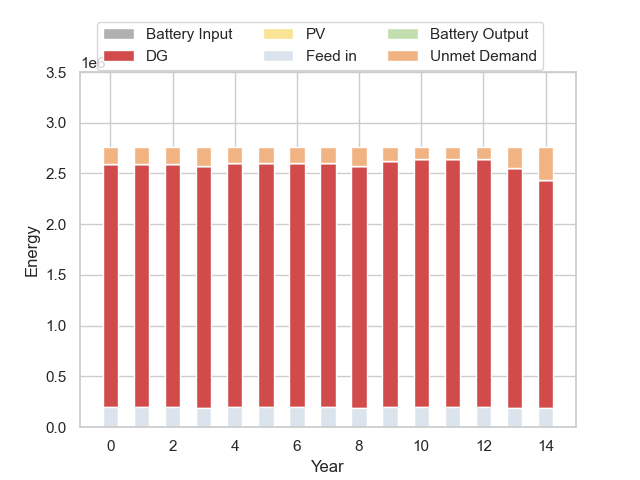 Battery Input PV Battery Output
DG Feed in Unmet Demand
1e6
3.5
3.0
2.5
2.0
1.5
1.0
0.5
0.0
Energy
0 2 4 6 8 10 12 14
Year